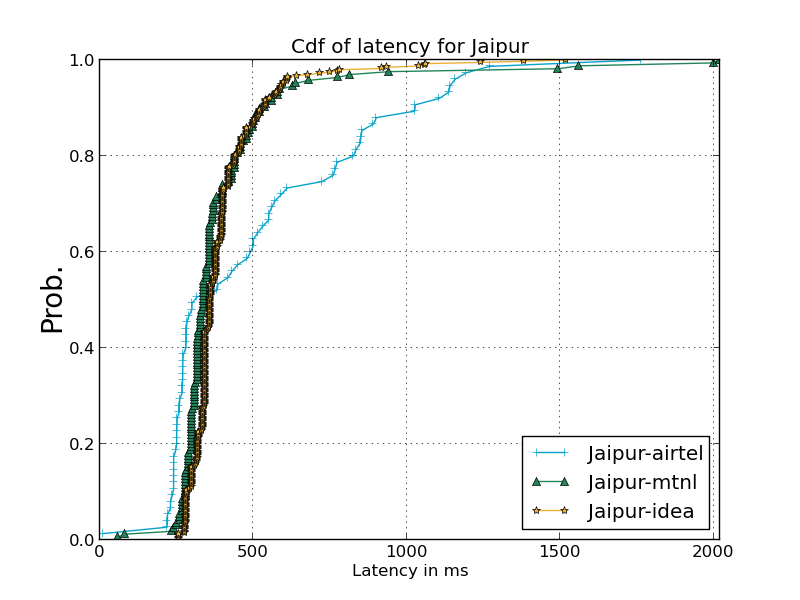 Cdf of latency for Jaipur
1.0
0.8
0.6
0.4
0.2
0.0
Prob.
0
500
1000
1500
2000
Latency in ms
Jaipur-airtel
Jaipur-mtnl
Jaipur-idea